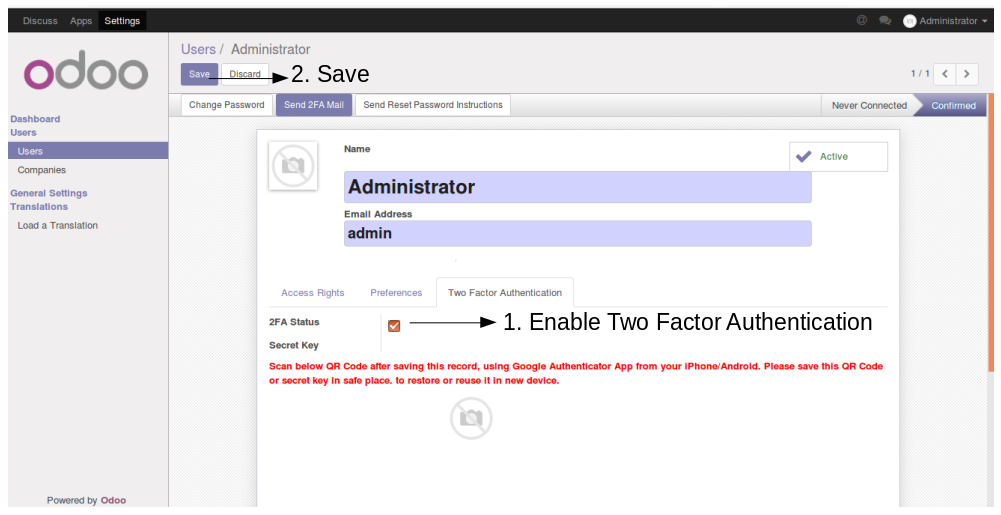 Discuss Apps Settings @ Administrator
odoo
Users / Administrator
Save Discard 2. Save 1 / 1
Change Password Send 2FA Mail Send Reset Password Instructions Never Connected Confirmed
Dashboard
Users
Users
Companies
General Settings
Translations
Load a Translation
Name
Active
Administrator
Email Address
admin
Access Rights Preferences Two Factor Authentication
2FA Status 1. Enable Two Factor Authentication
Secret Key
Scan below QR Code after saving this record, using Google Authenticator App from your iPhone/Android. Please save this QR Code
or secret key in safe place. to restore or reuse it in new device.
Powered by Odoo